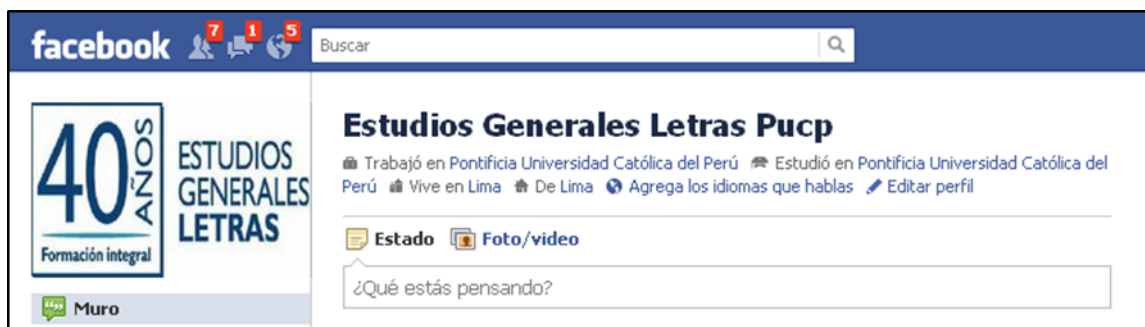 facebook 7 1 5 Buscar
40 AÑOS
Formación integral
ESTUDIOS
GENERALES
LETRAS
Muro
Estudios Generales Letras Pucp
Trabajó en Pontificia Universidad Católica del Perú Estudió en Pontificia Universidad Católica del
Perú Vive en Lima De Lima Agrega los idiomas que hablas Editar perfil
Estado Foto/video
¿Qué estás pensando?